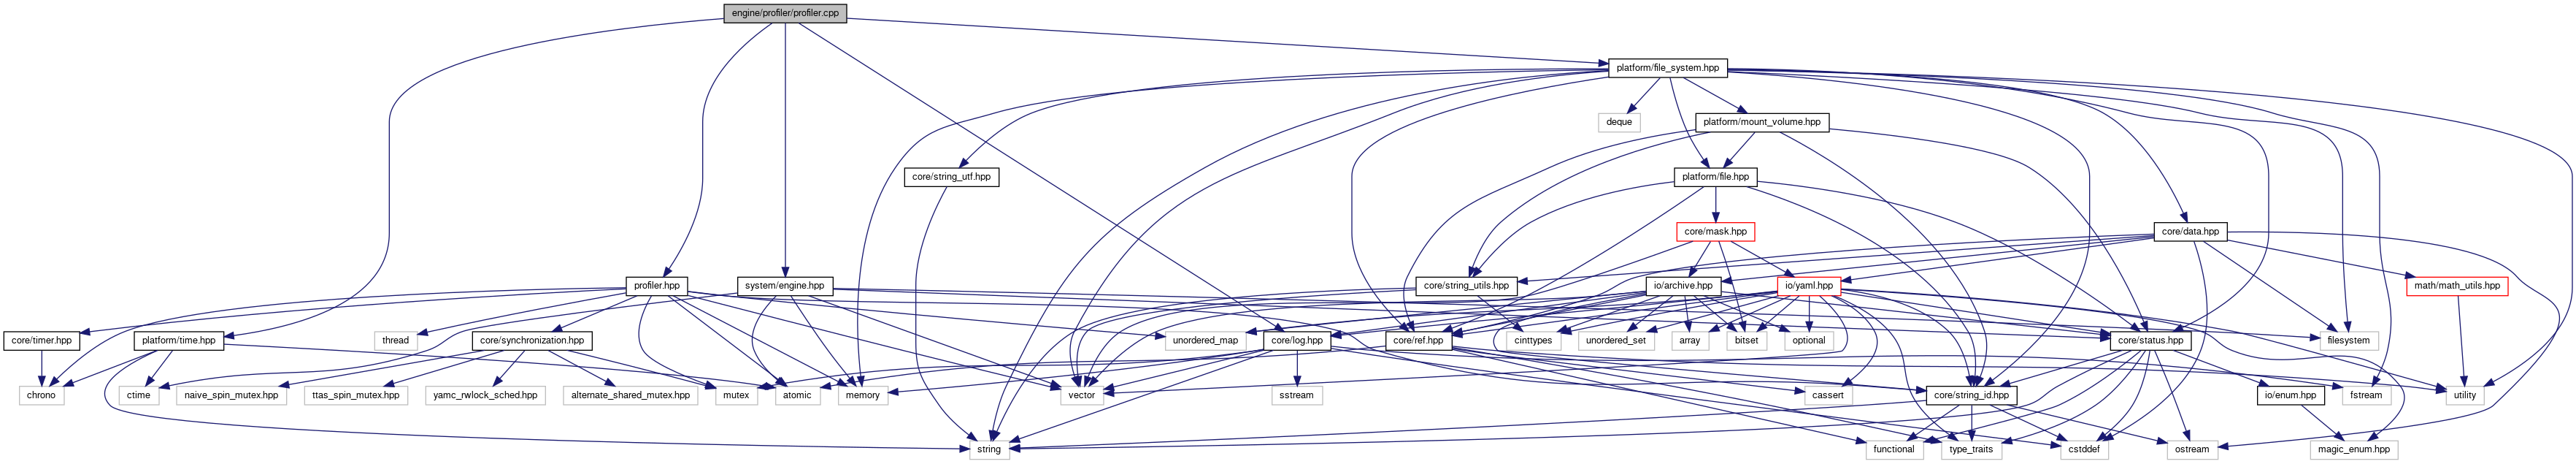 engine/profiler/profiler.cpp
platform/file_system.hpp
deque
platform/mount_volume.hpp
core/string_utf.hpp
platform/file.hpp
core/mask.hpp
core/data.hpp
profiler.hpp
system/engine.hpp
core/string_utils.hpp
io/archive.hpp
io/yaml.hpp
math/math_utils.hpp
core/timer.hpp
platform/time.hpp
thread
core/synchronization.hpp
unordered_map
core/log.hpp
core/ref.hpp
cinttypes
unordered_set
array
bitset
optional
core/status.hpp
filesystem
chrono
ctime
naive_spin_mutex.hpp
ttas_spin_mutex.hpp
yamc_rwlock_sched.hpp
alternate_shared_mutex.hpp
mutex
atomic
memory
vector
sstream
cassert
core/string_id.hpp
io/enum.hpp
fstream
utility
string
functional
type_traits
cstddef
ostream
magic_enum.hpp